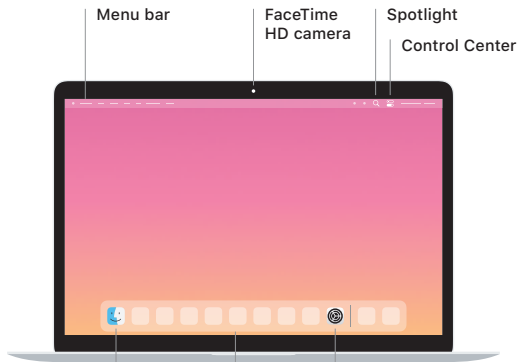 Menu bar
FaceTime
HD camera
Spotlight
Control Center